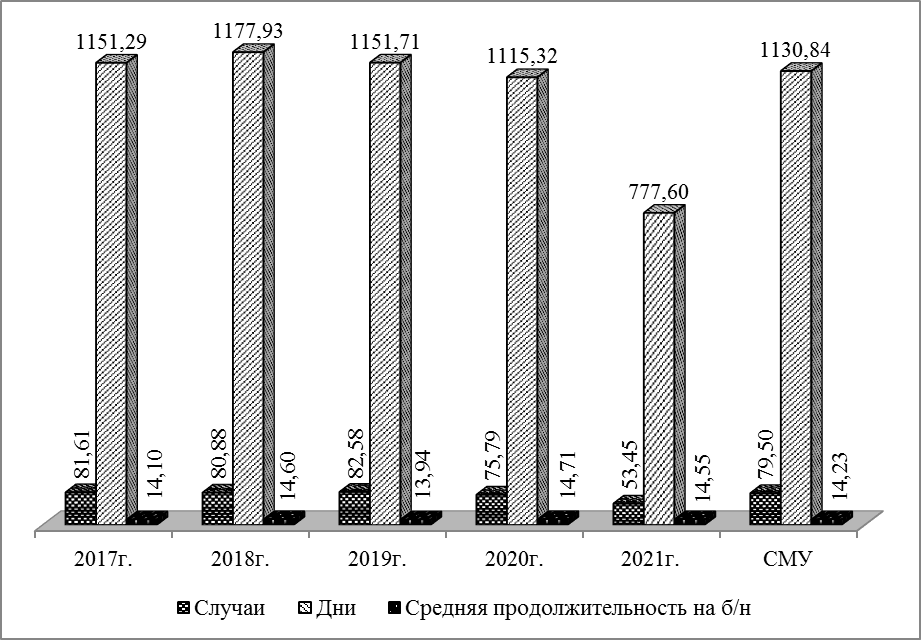 1151,29 1177,93 1151,71 1115,32 777,60 1130,84
81,61 14,10 80,88 14,60 82,58 13,94 75,79 14,71 53,45 14,55 79,50 14,23
2017г. 2018г. 2019г. 2020г. 2021г. СМУ
Случаи Дни Средняя продолжительность на б/н